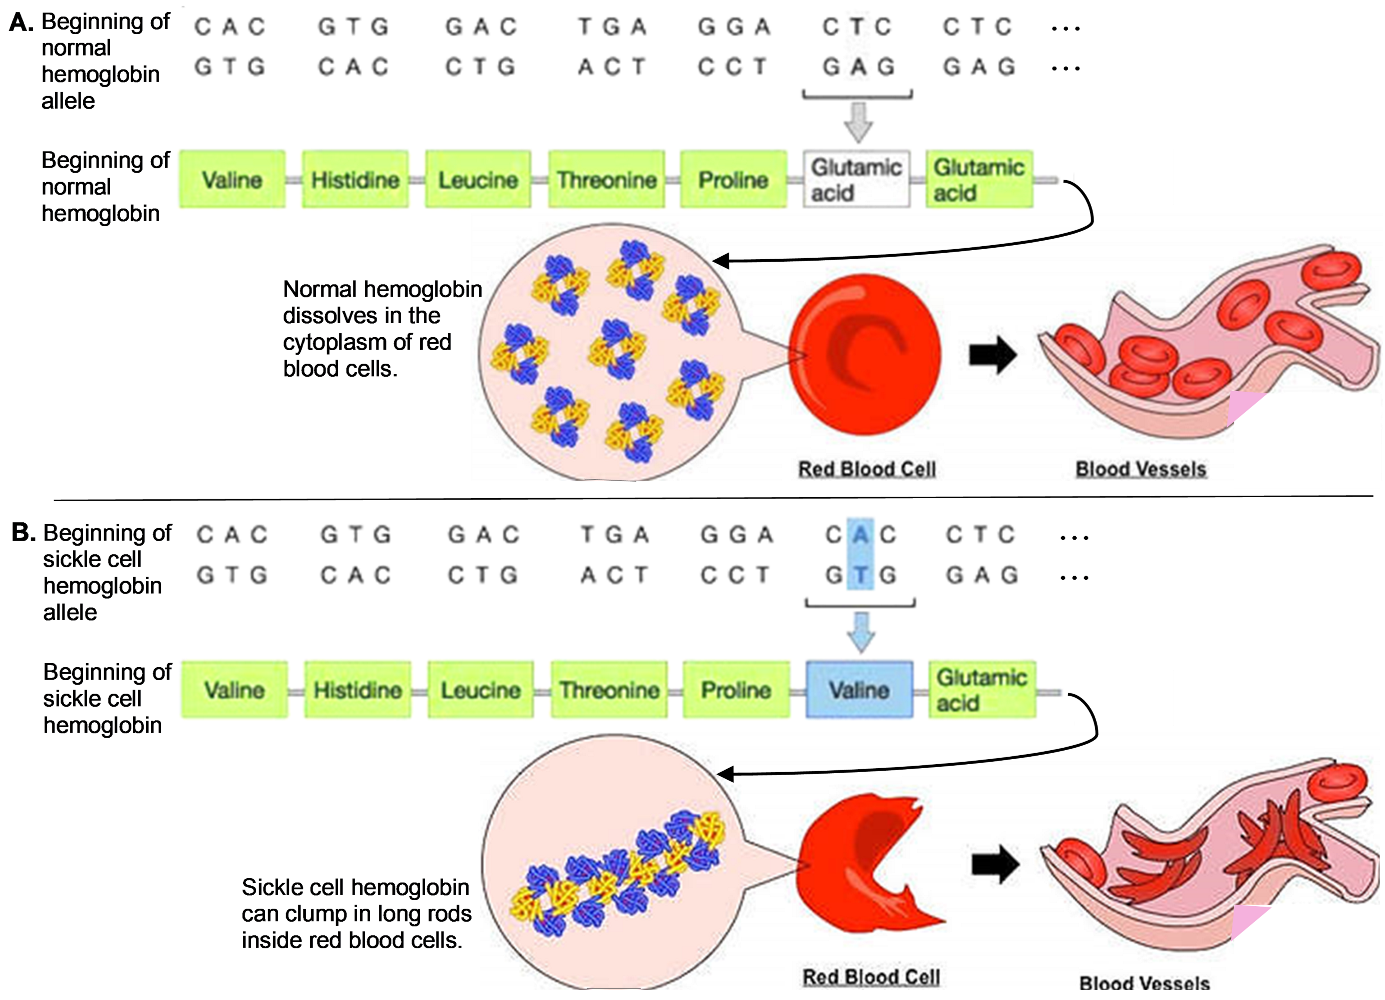 A. Beginning of normal hemoglobin allele
C A C G T G G A C T G A G G A C T C C T C ...
G T G C A C C T G A C T C C T G A G G A G ...
Beginning of normal hemoglobin
Valine Histidine Leucine Threonine Proline Glutamic acid Glutamic acid
Normal hemoglobin
dissolves in the
cytoplasm of red
blood cells.
Red Blood Cell
Blood Vessels
B. Beginning of sickle cell hemoglobin allele
C A C G T G G A C T G A G G A C A C C T C ...
G T G C A C C T G A C T C C T G T G G A G ...
Beginning of sickle cell hemoglobin
Valine Histidine Leucine Threonine Proline Valine Glutamic acid
Sickle cell hemoglobin
can clump in long rods
inside red blood cells.
Red Blood Cell
Blood Vessels